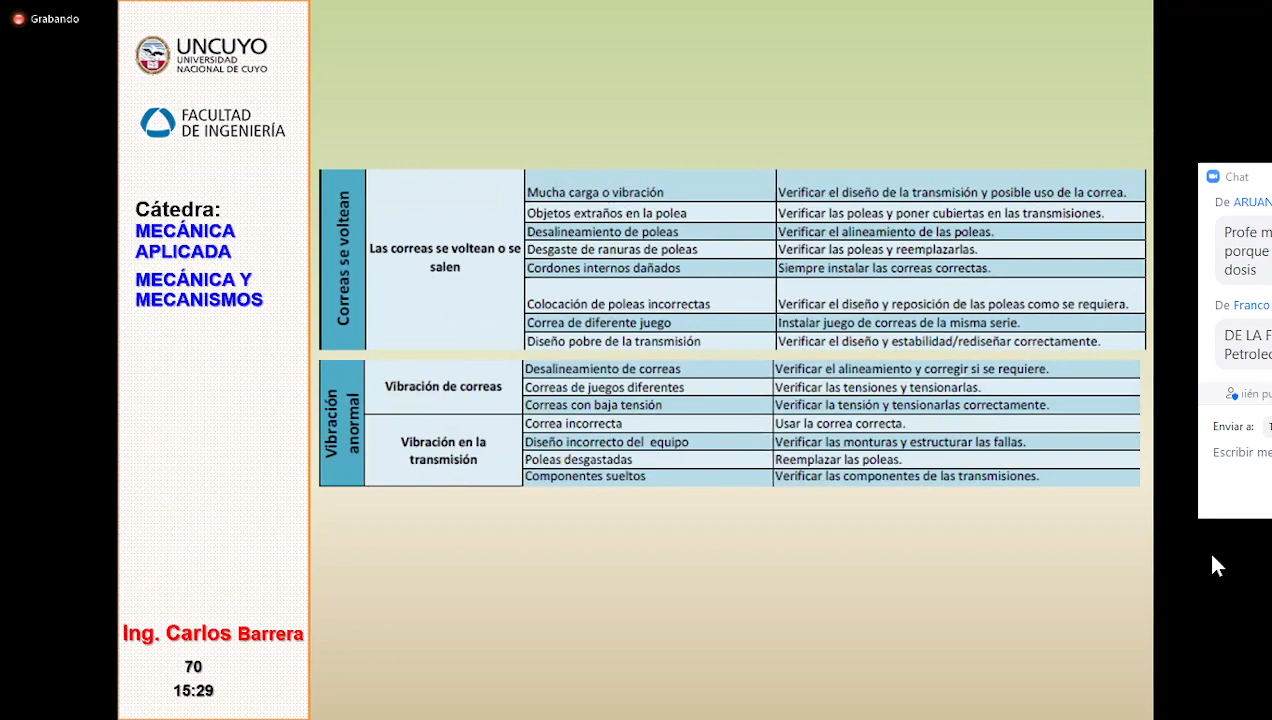 Grabando
UNCUYO
UNIVERSIDAD
NACIONAL DE CUYO
FACULTAD
DE INGENIERÍA
Cátedra:
MECÁNICA
APLICADA
MECÁNICA Y
MECANISMOS
Ing. Carlos Barrera
70
15:29
Correas se voltean
Las correas se voltean o se
salen
Mucha carga o vibración
Verificar el diseño de la transmisión y posible uso de la correa.
Objetos extraños en la polea
Verificar las poleas y poner cubiertas en las transmisiones.
Desalineamiento de poleas
Verificar el alineamiento de las poleas.
Desgaste de ranuras de poleas
Verificar las poleas y reemplazarlas.
Cordones internos dañados
Siempre instalar las correas correctas.
Colocación de poleas incorrectas
Verificar el diseño y reposición de las poleas como se requiera.
Correa de diferente juego
Instalar juego de correas de la misma serie.
Diseño pobre de la transmisión
Verificar el diseño y estabilidad/rediseñar correctamente.
Vibración
anormal
Vibración de correas
Desalineamiento de correas
Verificar el alineamiento y corregir si se requiere.
Correas de juegos diferentes
Verificar las tensiones y tensionarlas.
Correas con baja tensión
Verificar la tensión y tensionarlas correctamente.
Vibración en la
transmisión
Correa incorrecta
Usar la correa correcta.
Diseño incorrecto del equipo
Verificar las monturas y estructurar las fallas.
Poleas desgastadas
Reemplazar las poleas.
Componentes sueltos
Verificar las componentes de las transmisiones.
Chat
De ARUAN
Profe m
porque
dosis
De Franco
DE LA F
Petrole
Enviar a:
Escribir me